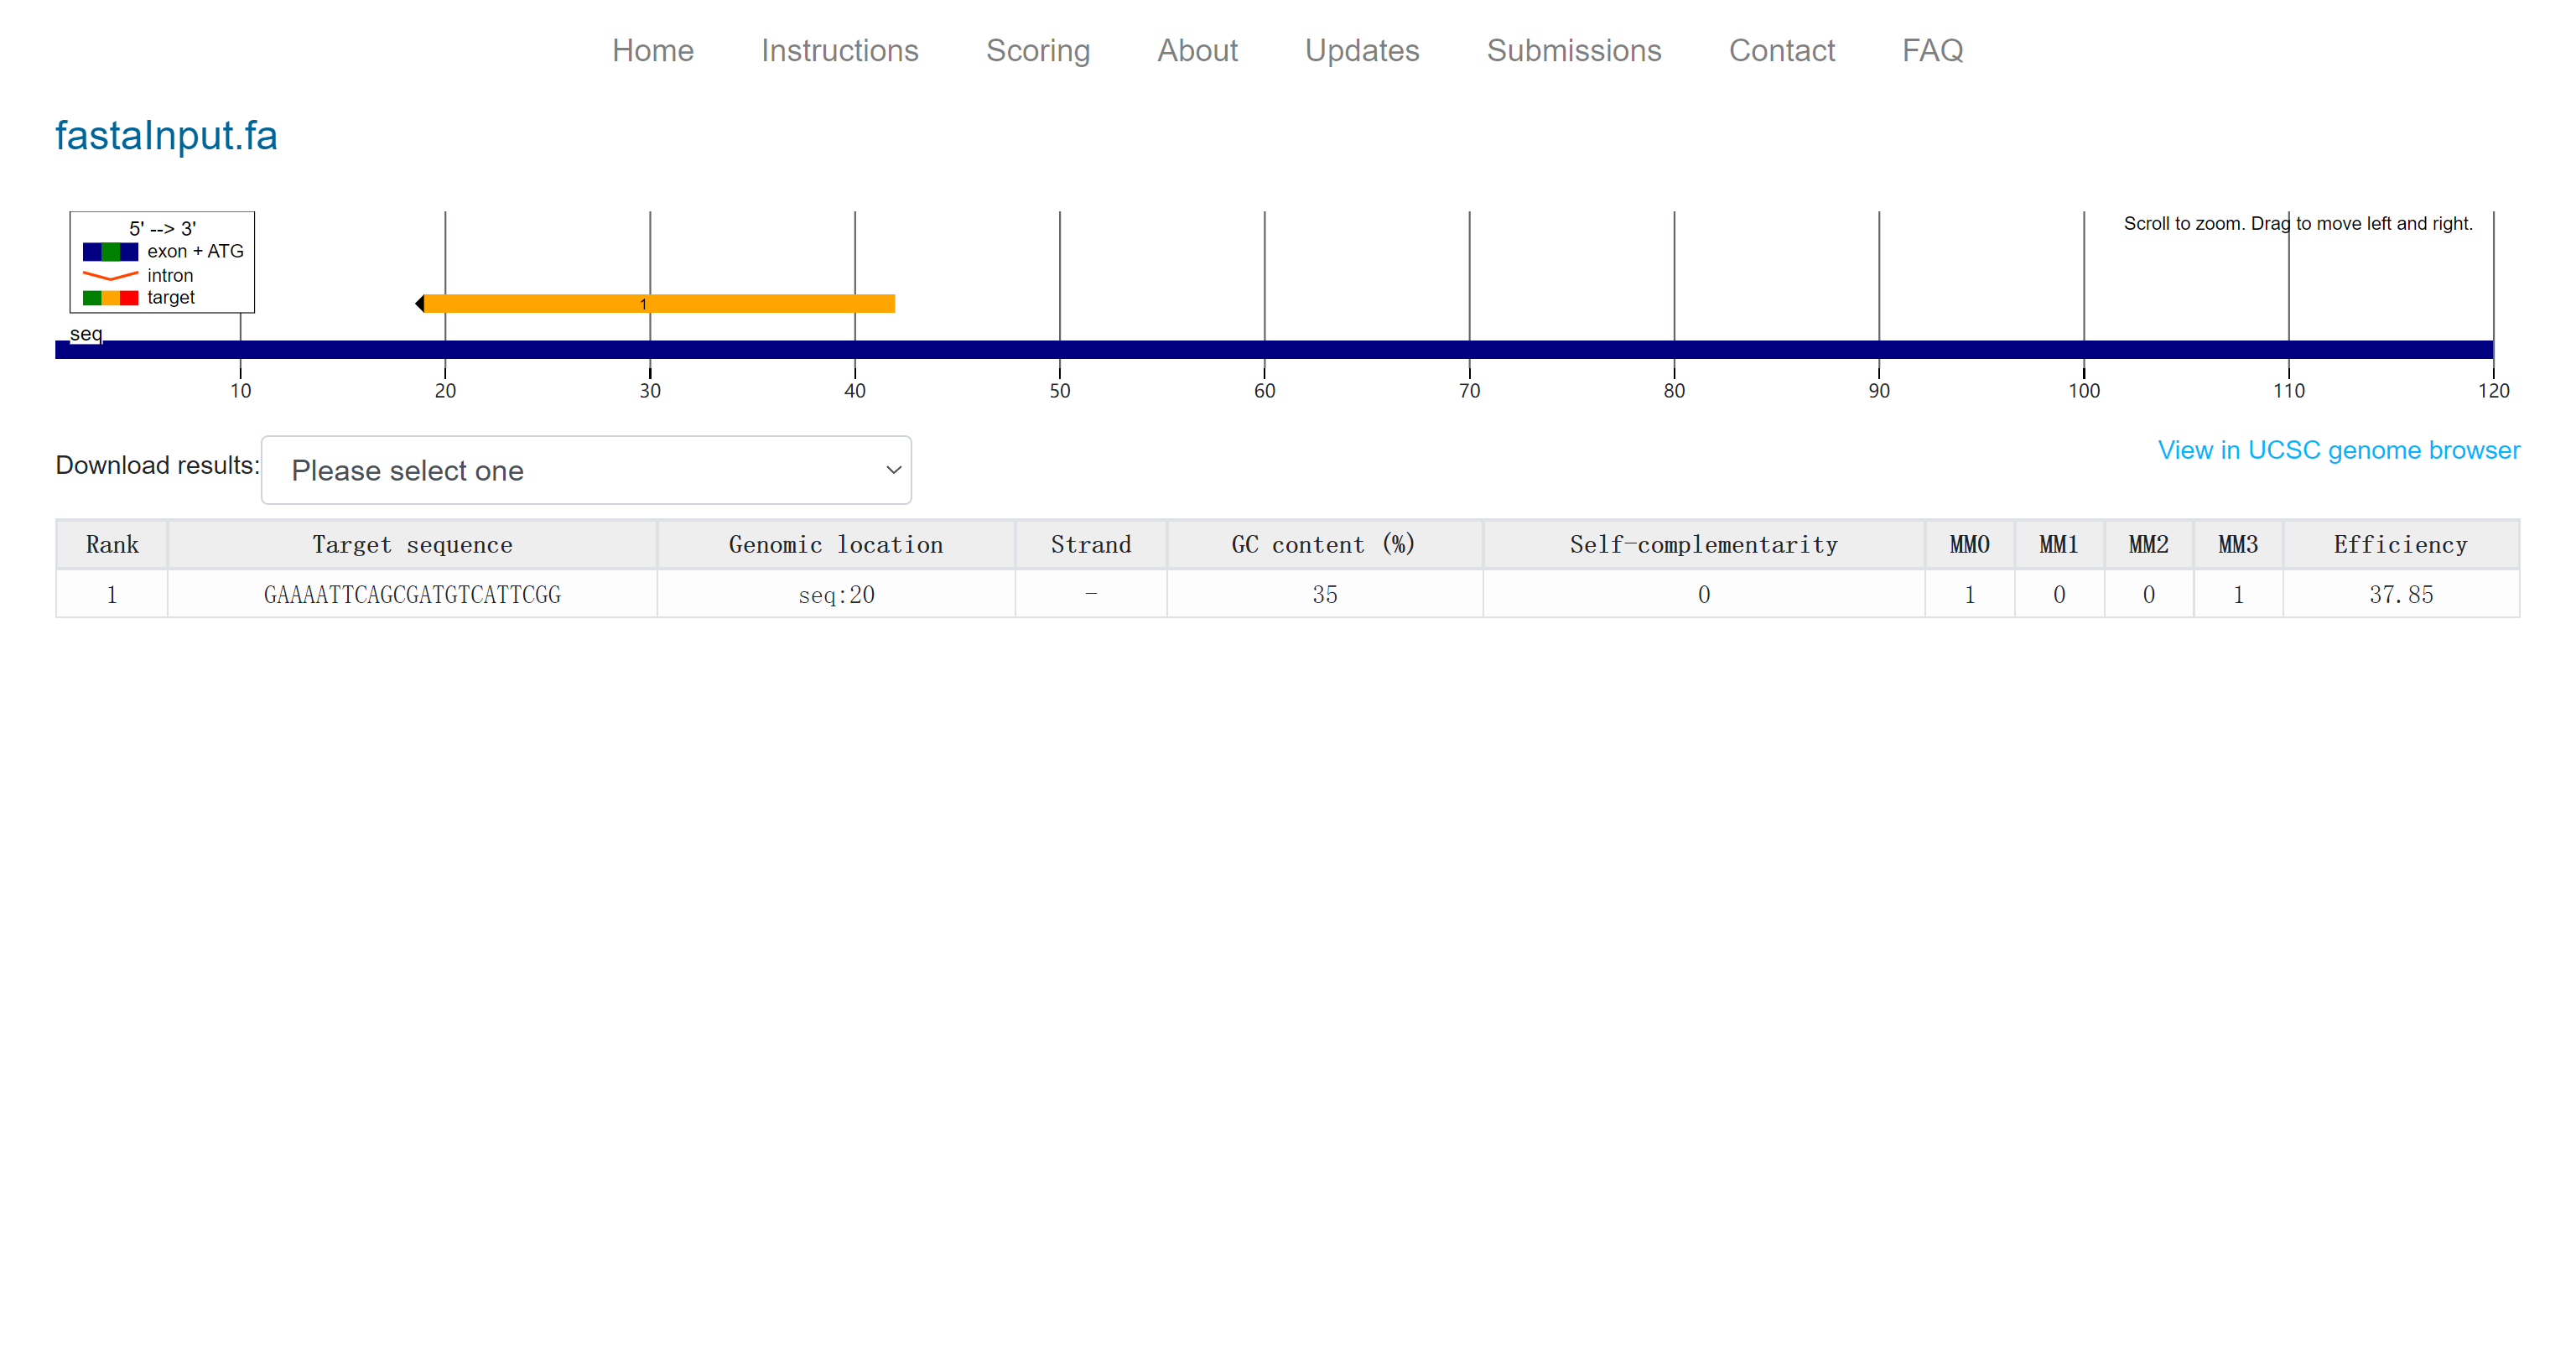 Home Instructions Scoring About Updates Submissions Contact FAQ
fastaInput.fa
5' --> 3'
exon + ATG
intron
target
Scroll to zoom. Drag to move left and right.
1
seq
10 20 30 40 50 60 70 80 90 100 110 120
Download results: Please select one
View in UCSC genome browser
Rank Target sequence Genomic location Strand GC content (%) Self-complementarity MM0 MM1 MM2 MM3 Efficiency
1 GAAAATTCAGCGATGTCATTCGG seq:20 - 35 0 1 0 0 1 37.85